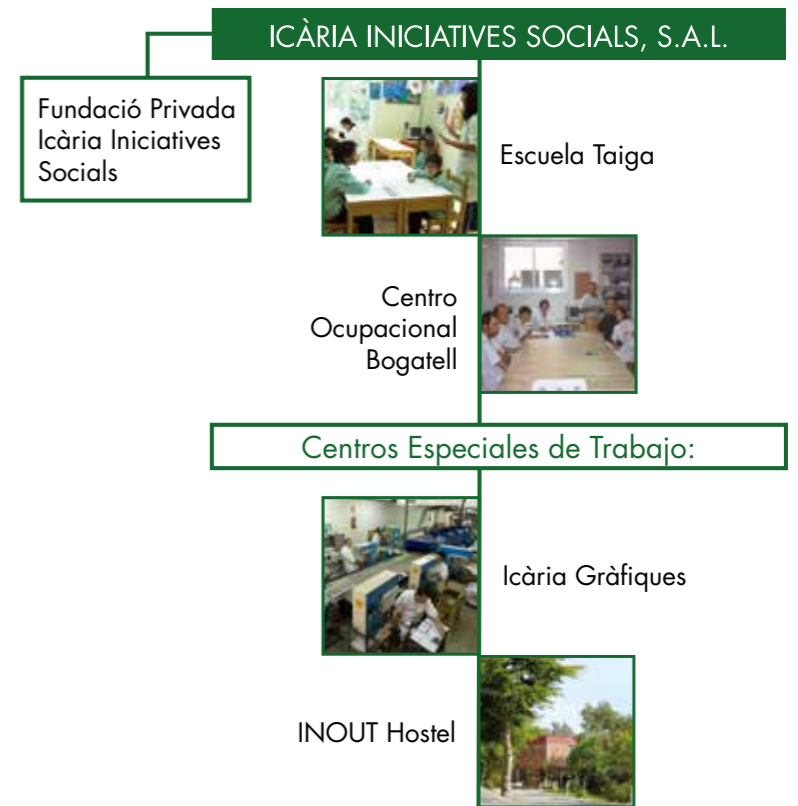 ICÀRIA INICIATIVES SOCIALS, S.A.L.
Fundació Privada
Icària Iniciatives
Socials
Escuela Taiga
Centro
Ocupacional
Bogatell
Centros Especiales de Trabajo:
Icària Gràfiques
INOUT Hostel